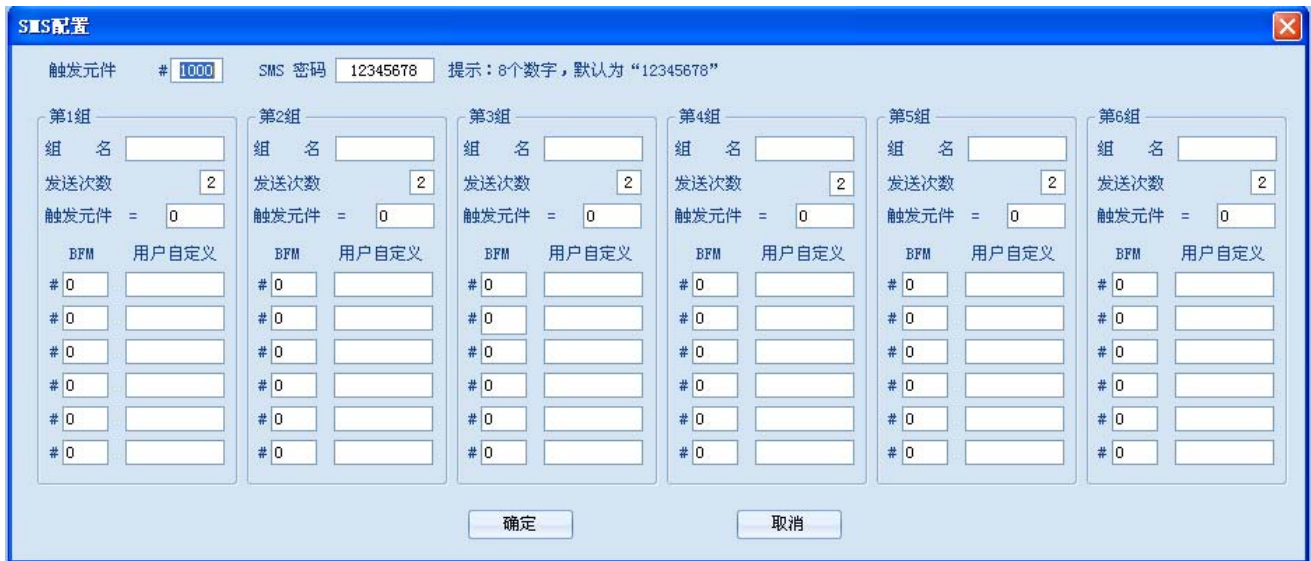 SMS配置
触发元件 # 1000 SMS 密码 12345678 提示：8个数字，默认为“12345678”
第1组 第2组 第3组 第4组 第5组 第6组
组 名 组 名 组 名 组 名 组 名 组 名
发送次数 2 发送次数 2 发送次数 2 发送次数 2 发送次数 2 发送次数 2
触发元件 = 0 触发元件 = 0 触发元件 = 0 触发元件 = 0 触发元件 = 0 触发元件 = 0
BFM 用户自定义 BFM 用户自定义 BFM 用户自定义 BFM 用户自定义 BFM 用户自定义 BFM 用户自定义
# 0 # 0 # 0 # 0 # 0 # 0
# 0 # 0 # 0 # 0 # 0 # 0
# 0 # 0 # 0 # 0 # 0 # 0
# 0 # 0 # 0 # 0 # 0 # 0
# 0 # 0 # 0 # 0 # 0 # 0
# 0 # 0 # 0 # 0 # 0 # 0
确定 取消